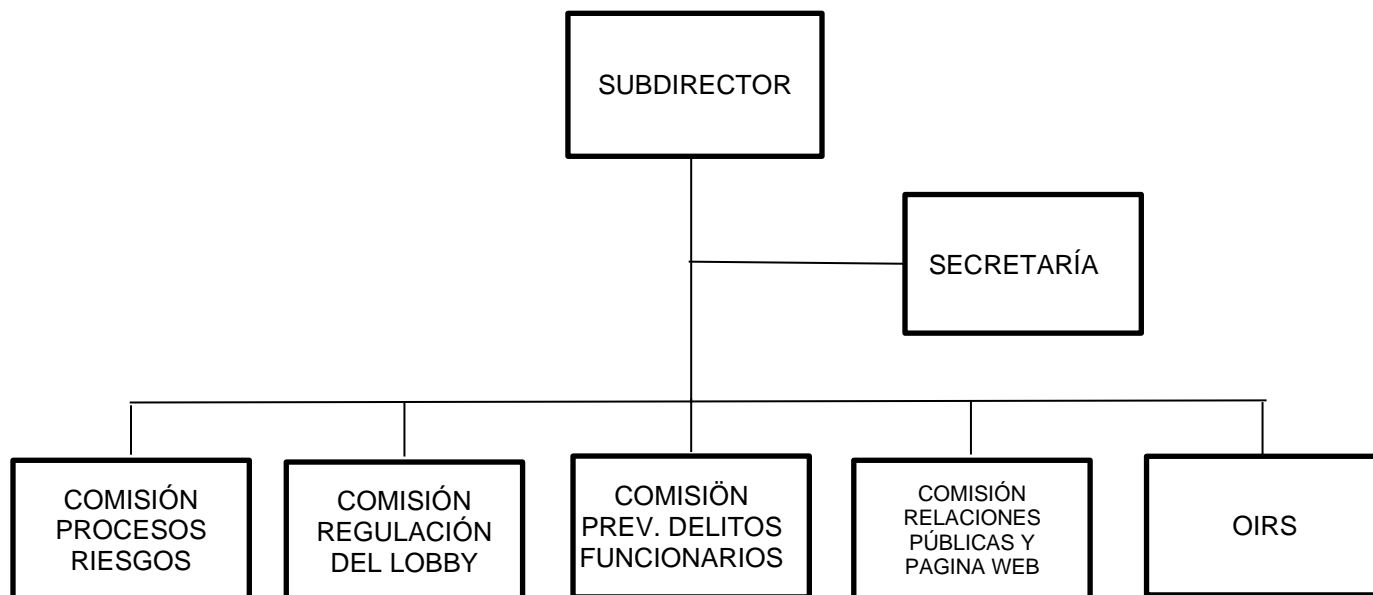 SUBDIRECTOR
SECRETARÍA
COMISIÓN
PROCESOS
RIESGOS
COMISIÓN
REGULACIÓN
DEL LOBBY
COMISIÖN
PREV. DELITOS
FUNCIONARIOS
COMISIÓN
RELACIONES
PÚBLICAS Y
PAGINA WEB
OIRS